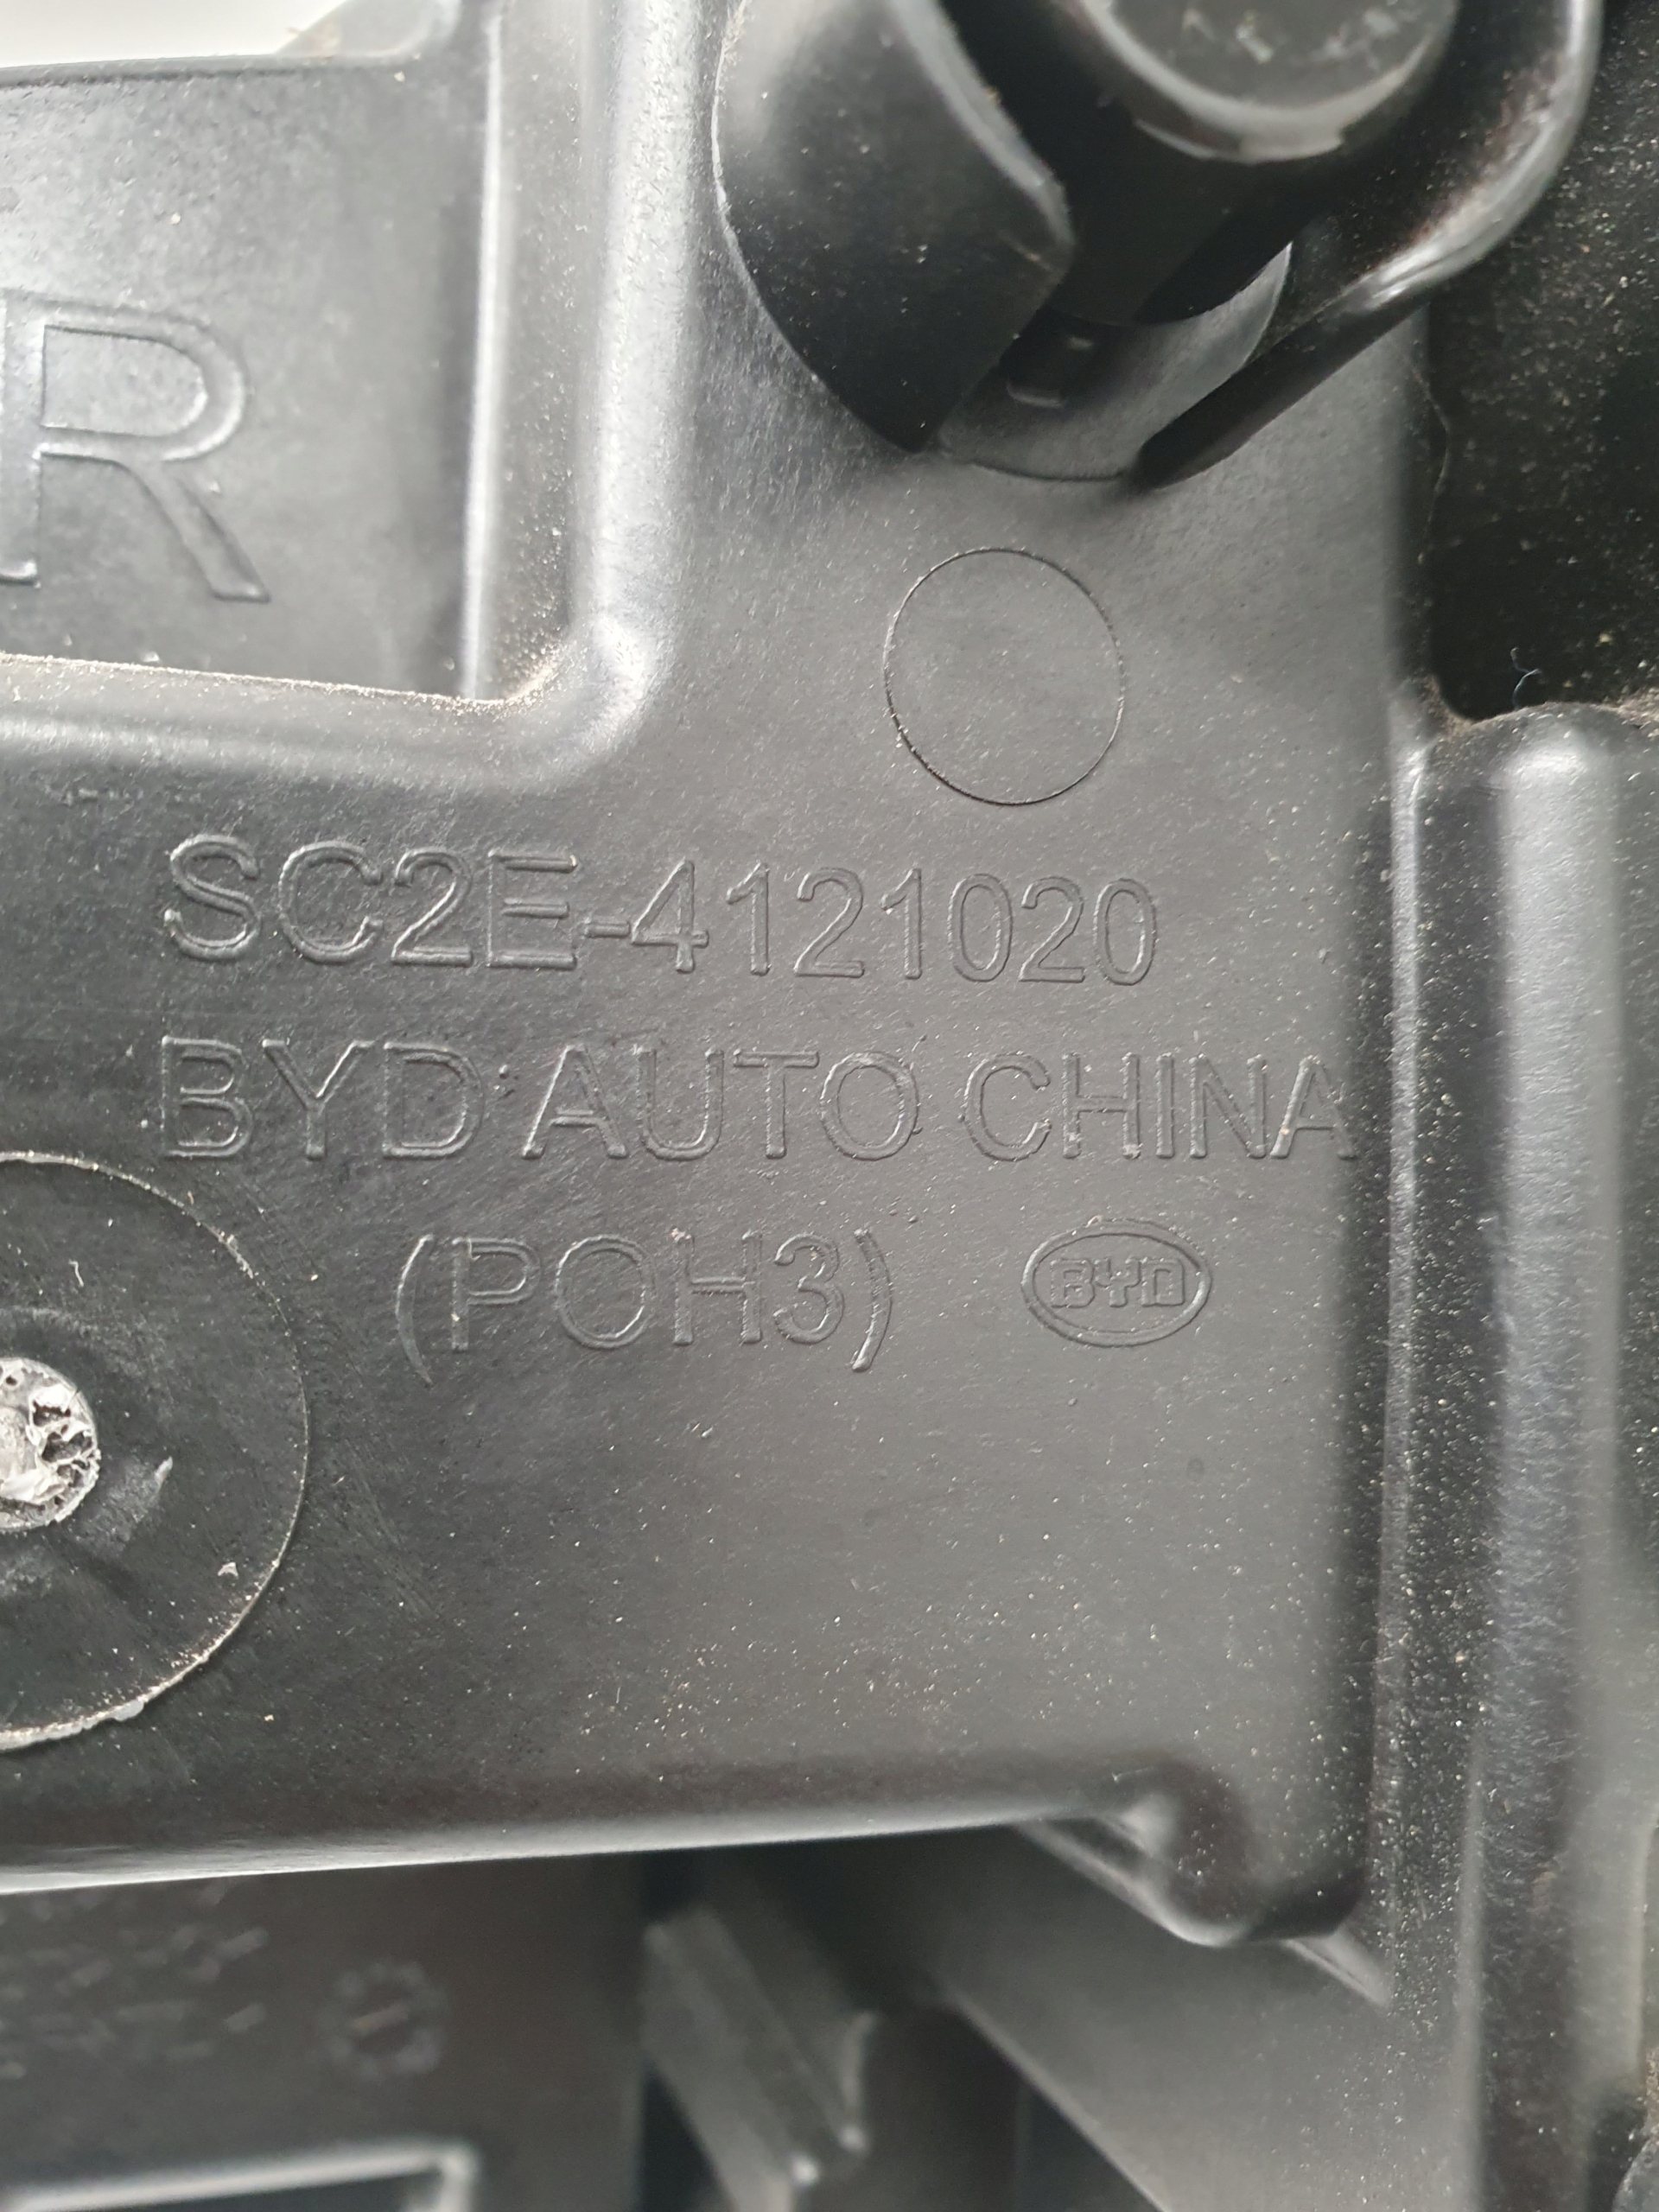 R
SC2E-4121020
BYD AUTO CHINA
(POH3) BYD